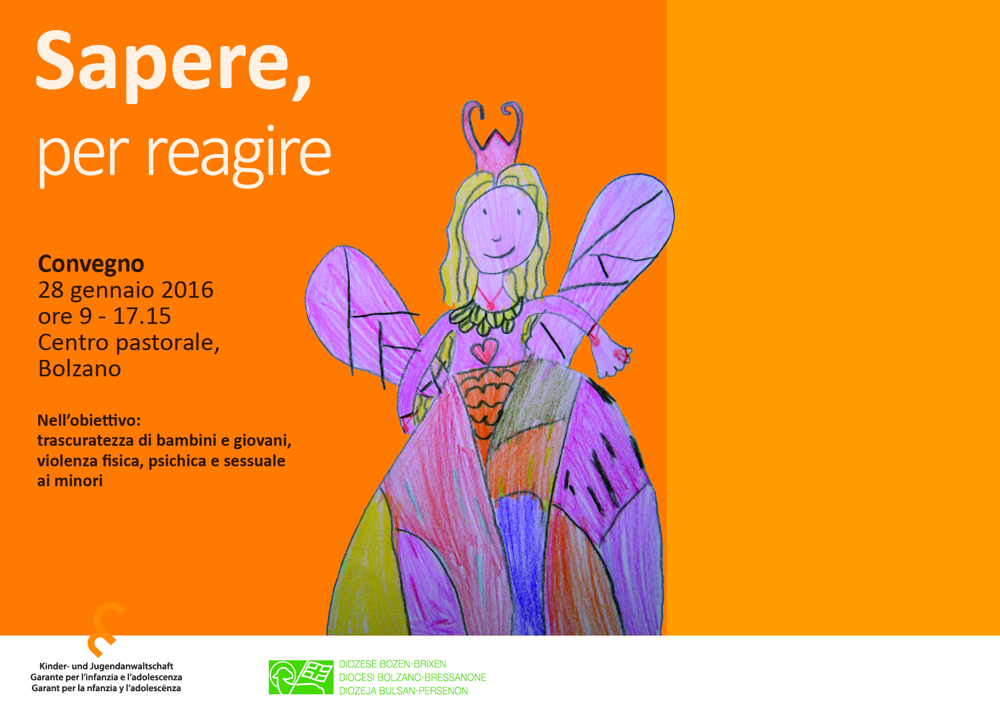 Sapere,
per reagire
Convegno
28 gennaio 2016
ore 9 - 17.15
Centro pastorale,
Bolzano
Nell’obiettivo:
trascuratezza di bambini e giovani,
violenza fisica, psichica e sessuale
ai minori
Kinder- und Jugendanwaltschaft
Garante per l’infanzia e l’adolescenza
Garant per la nfanzia y l’adolescënza
DIÖZESE BOZEN-BRIXEN
DIOCESI BOLZANO-BRESSANONE
DIOZEJA BULSAN-PERSENON